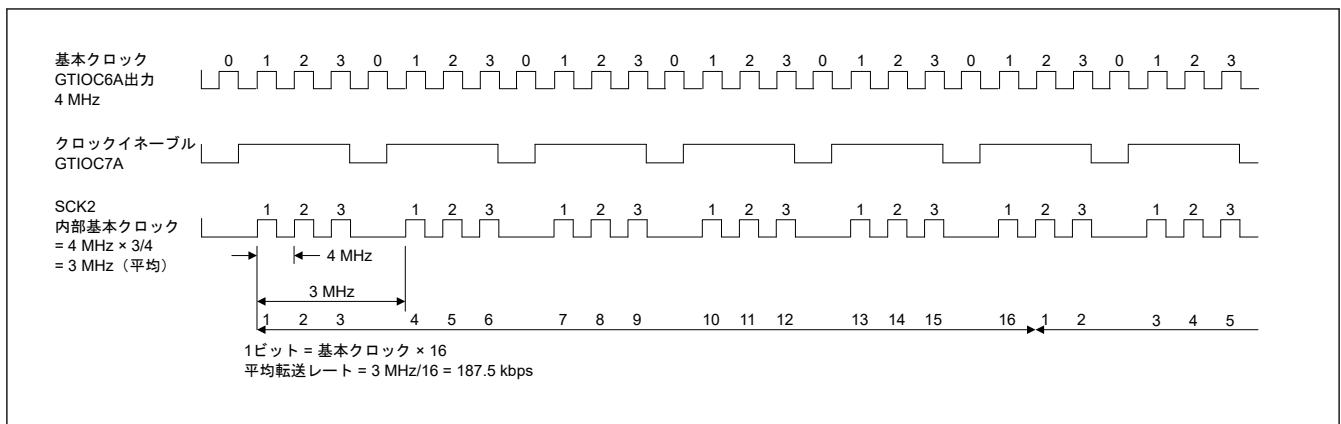 基本クロック
GTIOC6A出力
4 MHz
0 1 2 3 0 1 2 3 0 1 2 3 0 1 2 3 0 1 2 3 0 1 2 3 0 1 2 3
クロックイネーブル
GTIOC7A
SCK2
内部基本クロック
= 4 MHz × 3/4
= 3 MHz（平均）
1 2 3 1 2 3 1 2 3 1 2 3 1 2 3 1 2 3 1 2 3
4 MHz
3 MHz
1 2 3 4 5 6 7 8 9 10 11 12 13 14 15 16 1 2 3 4 5
1ビット = 基本クロック × 16
平均転送レート = 3 MHz/16 = 187.5 kbps